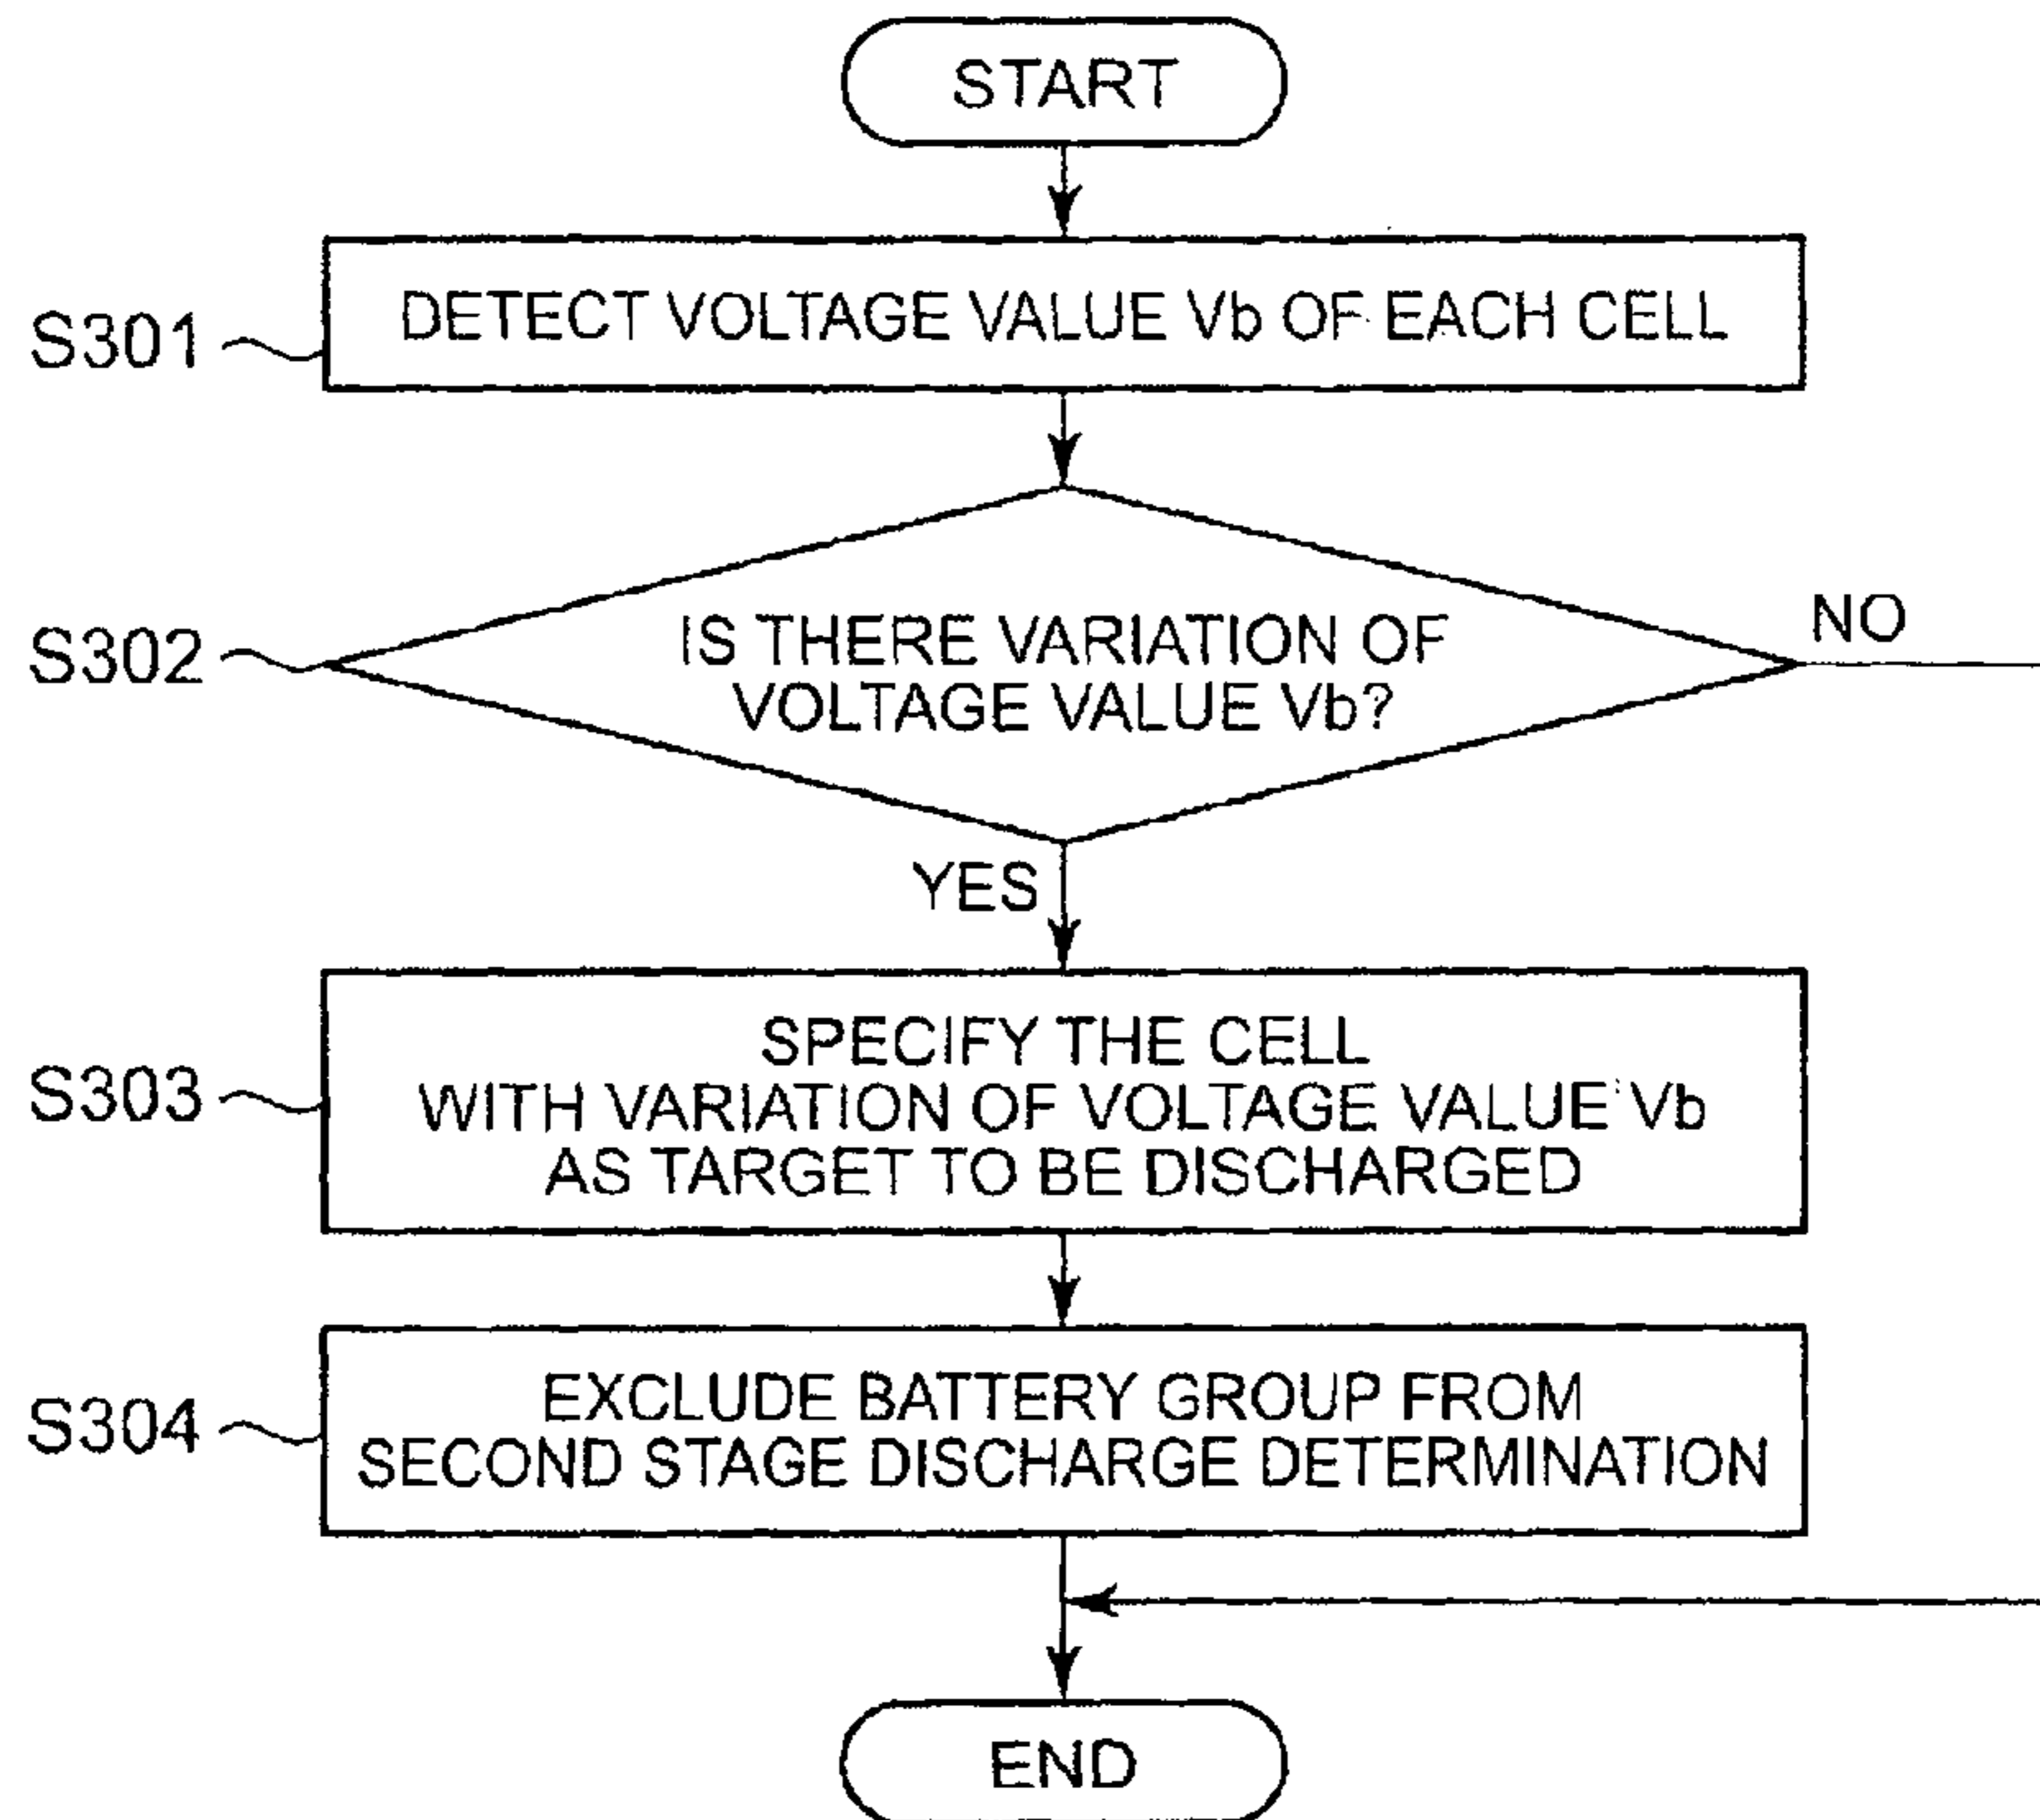 START
S301
DETECT VOLTAGE VALUE Vb OF EACH CELL
S302
IS THERE VARIATION OF
VOLTAGE VALUE Vb?
NO
YES
S303
SPECIFY THE CELL
WITH VARIATION OF VOLTAGE VALUE Vb
AS TARGET TO BE DISCHARGED
S304
EXCLUDE BATTERY GROUP FROM
SECOND STAGE DISCHARGE DETERMINATION
END